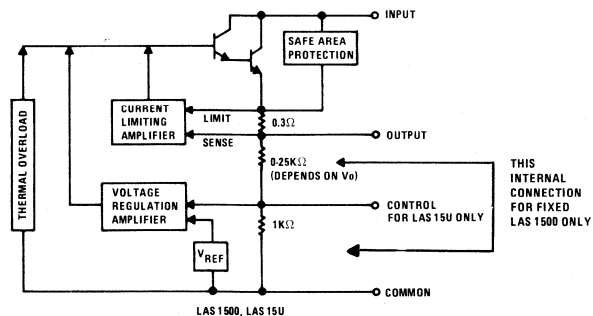 INPUT
SAFE AREA
PROTECTION
THERMAL OVERLOAD
CURRENT
LIMITING
AMPLIFIER
LIMIT
SENSE
0.3Ω
OUTPUT
0-25KΩ
(DEPENDS ON Vo)
THIS
INTERNAL
CONNECTION
FOR FIXED
LAS 1500 ONLY
VOLTAGE
REGULATION
AMPLIFIER
CONTROL
FOR LAS 15U ONLY
1KΩ
VREF
COMMON
LAS 1500, LAS 15U